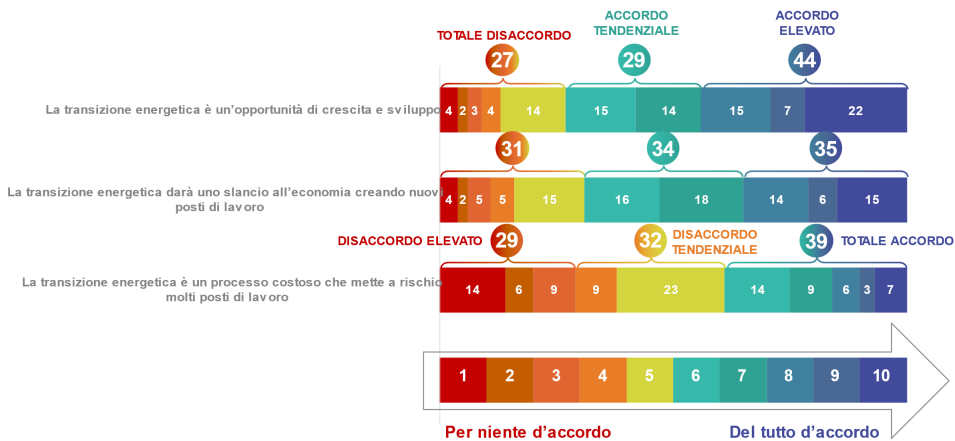 TOTALE DISACCORDO
ACCORDO
TENDENZIALE
ACCORDO
ELEVATO
27
29
44
La transizione energetica è un'opportunità di crescita e sviluppo
4 2 3 4 14 15 14 15 7 22
31
34
35
La transizione energetica darà uno slancio all'economia creando nuovi
posti di lavoro
4 2 5 5 15 16 18 14 6 15
DISACCORDO ELEVATO
29
32
DISACCORDO
TENDENZIALE
39
TOTALE ACCORDO
La transizione energetica è un processo costoso che mette a rischio
molti posti di lavoro
14 6 9 9 23 14 9 6 3 7
1 2 3 4 5 6 7 8 9 10
Per niente d'accordo
Del tutto d'accordo